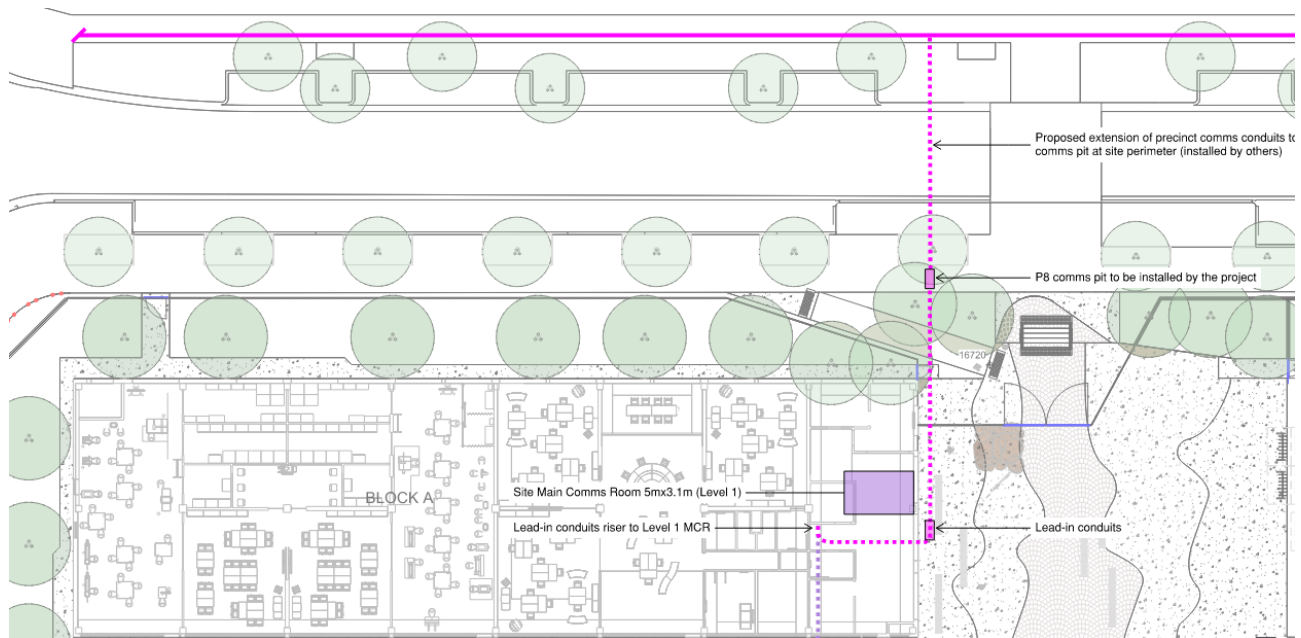 Proposed extension of precinct comms conduits to
comms pit at site perimeter (installed by others)
P8 comms pit to be installed by the project
16720
Site Main Comms Room 5mx3.1m (Level 1)
BLOCK A
Lead-in conduits riser to Level 1 MCR
Lead-in conduits